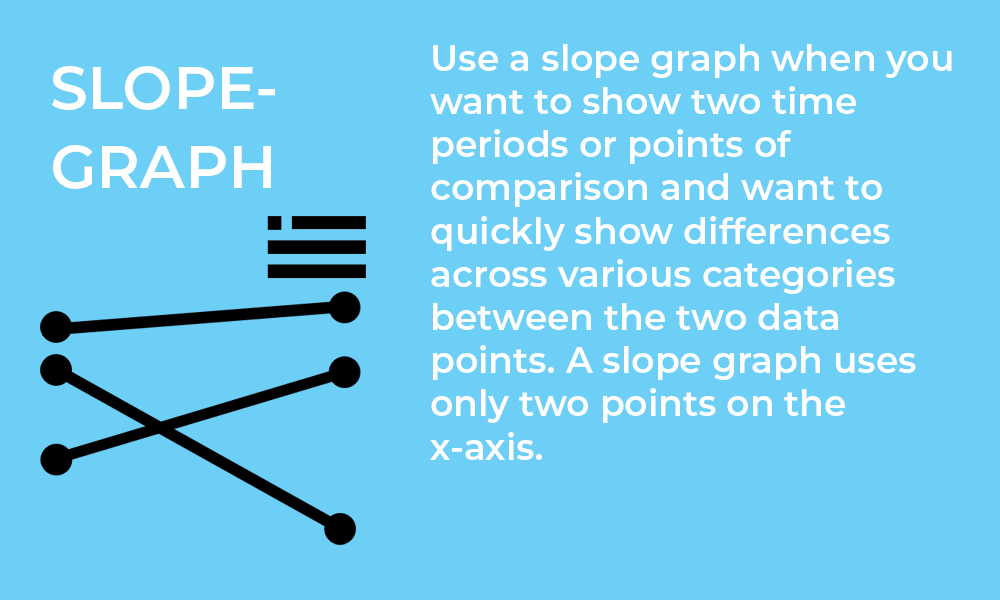 SLOPE-
GRAPH
Use a slope graph when you
want to show two time
periods or points of
comparison and want to
quickly show differences
across various categories
between the two data
points. A slope graph uses
only two points on the
x-axis.